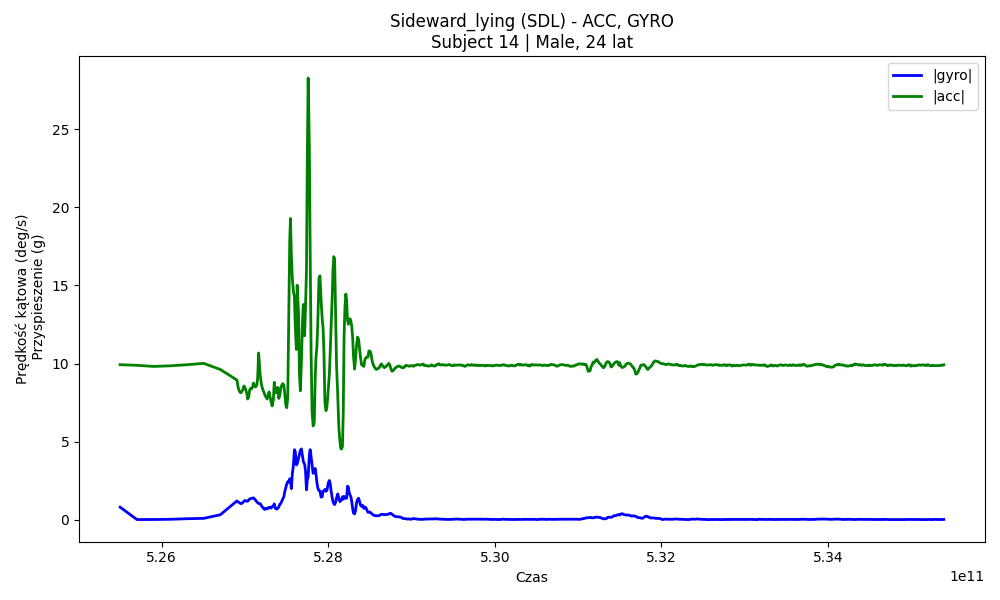 Sideward_lying (SDL) - ACC, GYRO
Subject 14 | Male, 24 lat
|gyro|
|acc|
Prędkość kątowa (deg/s)
Przyspieszenie (g)
25
20
15
10
5
0
5.26
5.28
5.30
5.32
5.34
1e11
Czas